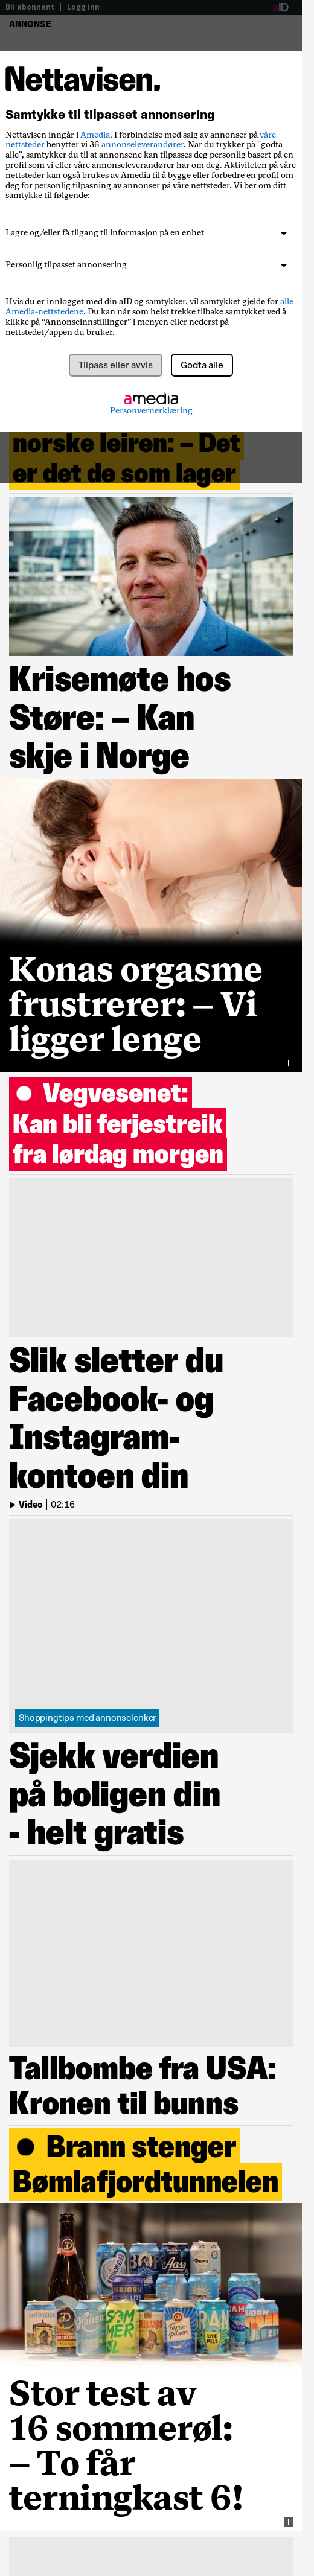 Bli abonnent | Logg inn
aID
ANNONSE
Nettavisen.
Samtykke til tilpasset annonsering
Nettavisen inngår i Amedia. I forbindelse med salg av annonser på våre
nettsteder benytter vi 36 annonseleverandører. Når du trykker på "godta
alle", samtykker du til at annonsene kan tilpasses deg personlig basert på en
profil som vi eller våre annonseleverandører har om deg. Aktiviteten på våre
nettsteder kan også brukes av Amedia til å bygge eller forbedre en profil om
deg for personlig tilpasning av annonser på våre nettsteder. Vi ber om ditt
samtykke til følgende:
Lagre og/eller få tilgang til informasjon på en enhet
Personlig tilpasset annonsering
Hvis du er innlogget med din aID og samtykker, vil samtykket gjelde for alle
Amedia-nettstedene. Du kan når som helst trekke tilbake samtykket ved å
klikke på “Annonseinnstillinger” i menyen eller nederst på
nettstedet/appen du bruker.
Tilpass eller avvis
Godta alle
amedia
Personvernerklæring
norske leiren: – Det
er det de som lager
Krisemøte hos
Støre: – Kan
skje i Norge
Konas orgasme
frustrerer: – Vi
ligger lenge
Vegvesenet:
Kan bli ferjestreik
fra lørdag morgen
Slik sletter du
Facebook- og
Instagram-
kontoen din
Video | 02:16
Shoppingtips med annonselenker
Sjekk verdien
på boligen din
- helt gratis
Tallbombe fra USA:
Kronen til bunns
Brann stenger
Bømlafjordtunnelen
Stor test av
16 sommerøl:
– To får
terningkast 6!